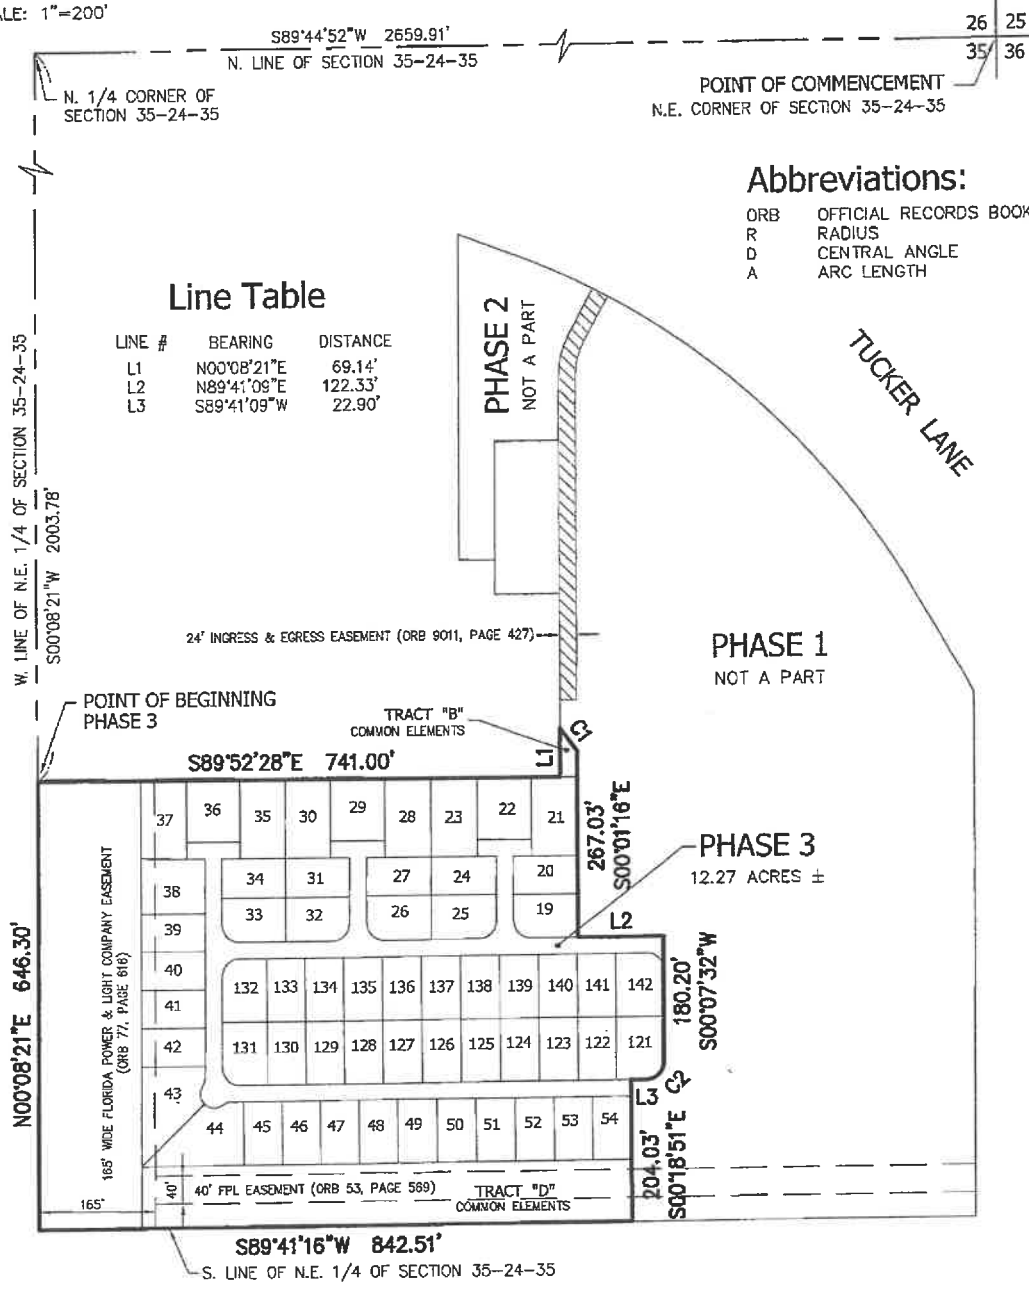 ALE: 1"=200'
S89°44'52"W 2659.91'
N. LINE OF SECTION 35-24-35
26 25
35 36
POINT OF COMMENCEMENT
N.E. CORNER OF SECTION 35-24-35
N. 1/4 CORNER OF
SECTION 35-24-35
Abbreviations:
ORB OFFICIAL RECORDS BOOK
R RADIUS
D CENTRAL ANGLE
A ARC LENGTH
Line Table
LINE # BEARING DISTANCE
L1 N00°08'21"E 69.14'
L2 N89°41'09"E 122.33'
L3 S89°41'09"W 22.90'
PHASE 2
NOT A PART
TUCKER LANE
W. LINE OF N.E. 1/4 OF SECTION 35-24-35
S00°08'21"W 2003.78'
24' INGRESS & EGRESS EASEMENT (ORB 9011, PAGE 427)
PHASE 1
NOT A PART
POINT OF BEGINNING
PHASE 3
TRACT "B"
COMMON ELEMENTS
C1
L1
S89°52'28"E 741.00'
267.03'
S00°01'16"E
PHASE 3
12.27 ACRES ±
37 36 35 30 29 28 23 22 21
38 34 31 27 24 20
39 33 32 26 25 19
L2
40 132 133 134 135 136 137 138 139 140 141 142
41
42 131 130 129 128 127 126 125 124 123 122 121
43
44 45 46 47 48 49 50 51 52 53 54
180.20'
S00°07'32"W
L3
C2
204.03'
S00°18'51"E
N00°08'21"E 646.30'
165' WIDE FLORIDA POWER & LIGHT COMPANY EASEMENT
(ORB 77, PAGE 616)
165'
40'
40' FPL EASEMENT (ORB 53, PAGE 569)
TRACT "D"
COMMON ELEMENTS
S89°41'16"W 842.51'
S. LINE OF N.E. 1/4 OF SECTION 35-24-35